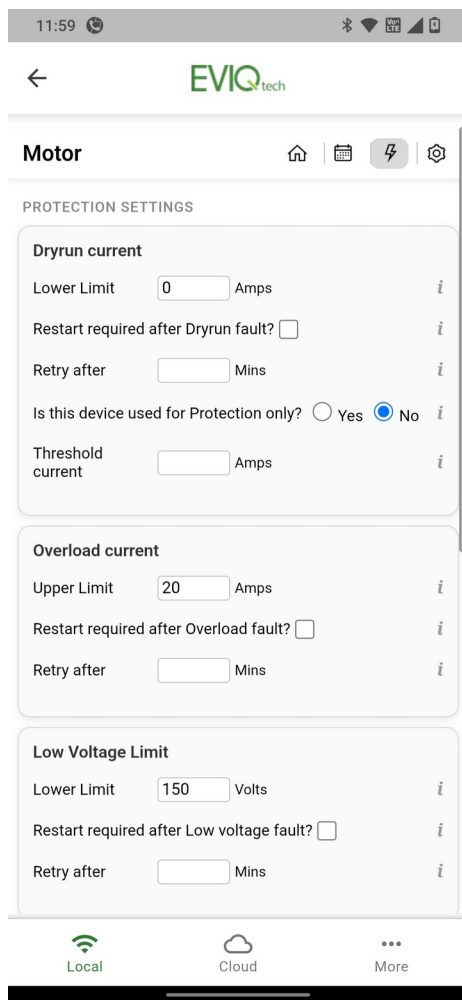 11:59
Vo))
LTE
EVIQtech
Motor
PROTECTION SETTINGS
Dryrun current
Lower Limit 0 Amps i
Restart required after Dryrun fault? i
Retry after Mins i
Is this device used for Protection only? Yes No i
Threshold
current Amps i
Overload current
Upper Limit 20 Amps i
Restart required after Overload fault? i
Retry after Mins i
Low Voltage Limit
Lower Limit 150 Volts i
Restart required after Low voltage fault? i
Retry after Mins i
Local Cloud More